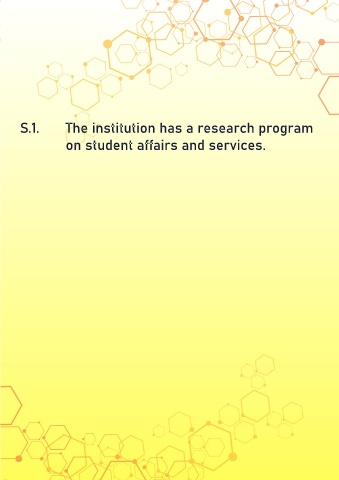 S.1. The institution has a research program
on student affairs and services.